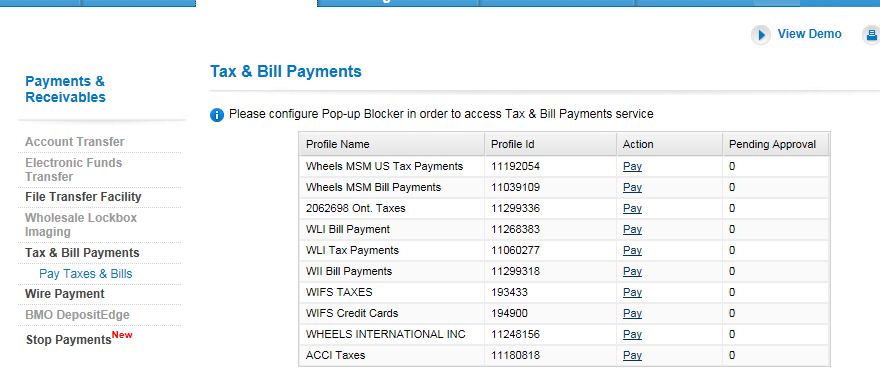 View Demo
Payments &
Receivables
Account Transfer
Electronic Funds
Transfer
File Transfer Facility
Wholesale Lockbox
Imaging
Tax & Bill Payments
Pay Taxes & Bills
Wire Payment
BMO DepositEdge
Stop Payments New
Tax & Bill Payments
Please configure Pop-up Blocker in order to access Tax & Bill Payments service
Profile Name Profile Id Action Pending Approval
Wheels MSM US Tax Payments 11192054 Pay 0
Wheels MSM Bill Payments 11039109 Pay 0
2062698 Ont. Taxes 11299336 Pay 0
WLI Bill Payment 11268383 Pay 0
WLI Tax Payments 11060277 Pay 0
WII Bill Payments 11299318 Pay 0
WIFS TAXES 193433 Pay 0
WIFS Credit Cards 194900 Pay 0
WHEELS INTERNATIONAL INC 11248156 Pay 0
ACCI Taxes 11180818 Pay 0